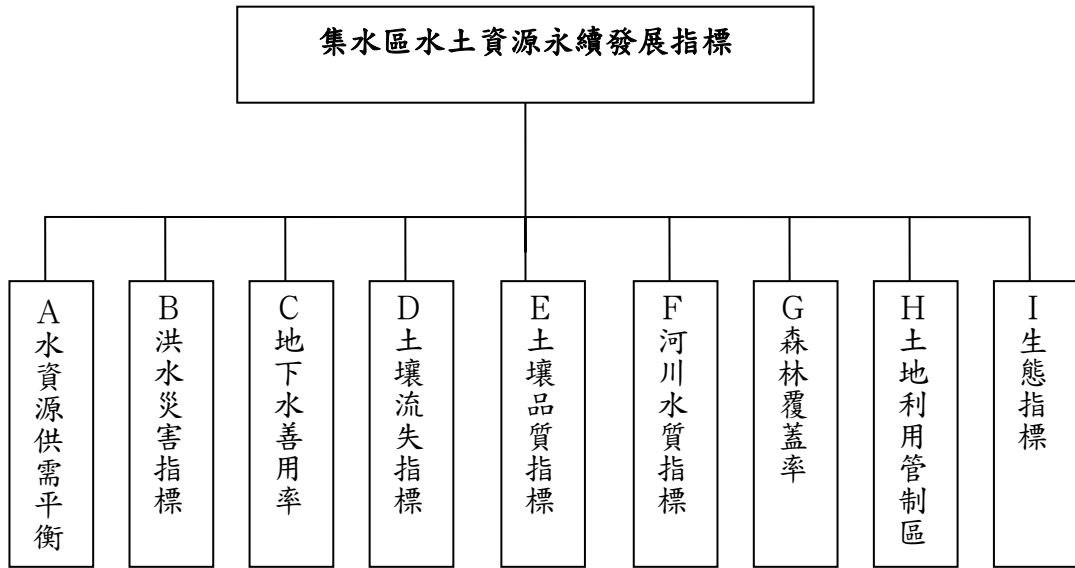 集水區水土資源永續發展指標
A水資源供需平衡
B洪水災害指標
C地下水善用率
D土壤流失指標
E土壤品質指標
F河川水質指標
G森林覆蓋率
H土地利用管制區
I生態指標